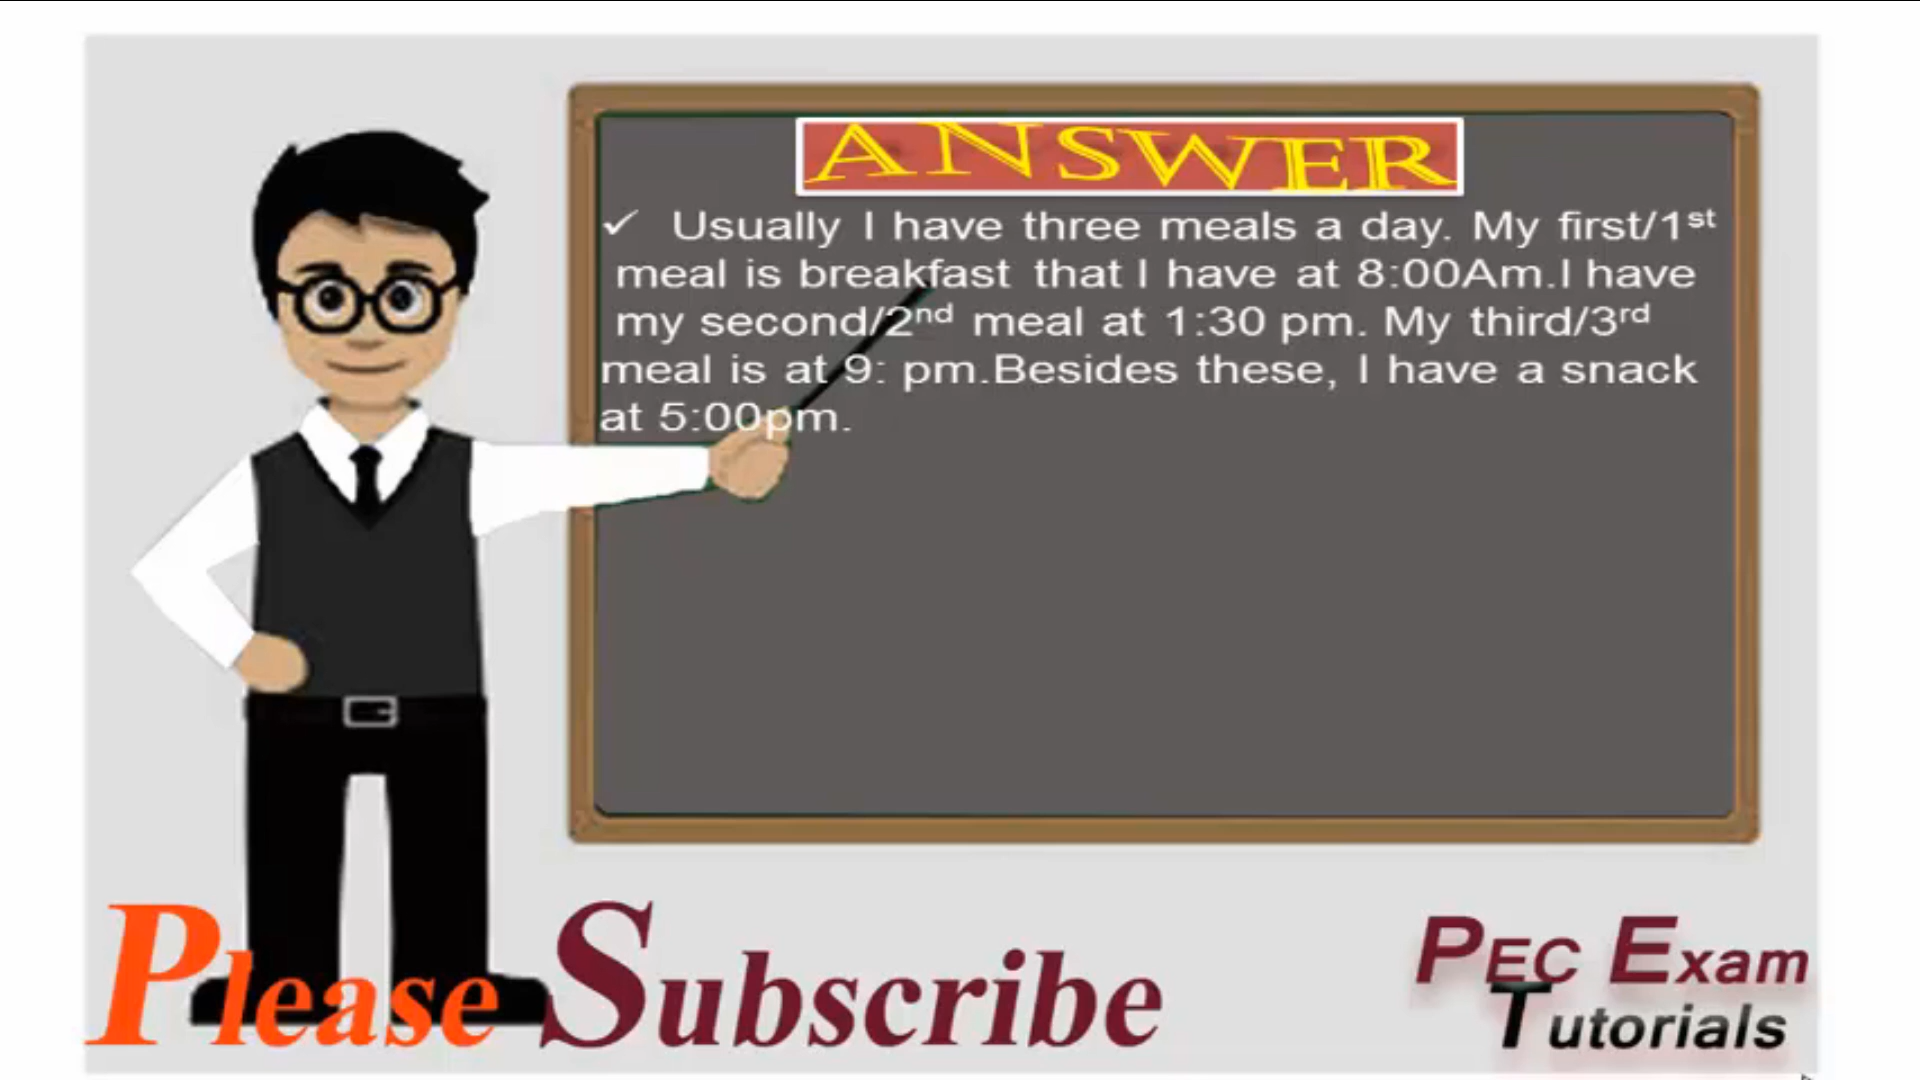 ANSWER
✓ Usually I have three meals a day. My first/1st
meal is breakfast that I have at 8:00Am.I have
my second/2nd meal at 1:30 pm. My third/3rd
meal is at 9: pm.Besides these, I have a snack
at 5:00pm.
Please Subscribe
PEC Exam
Tutorials